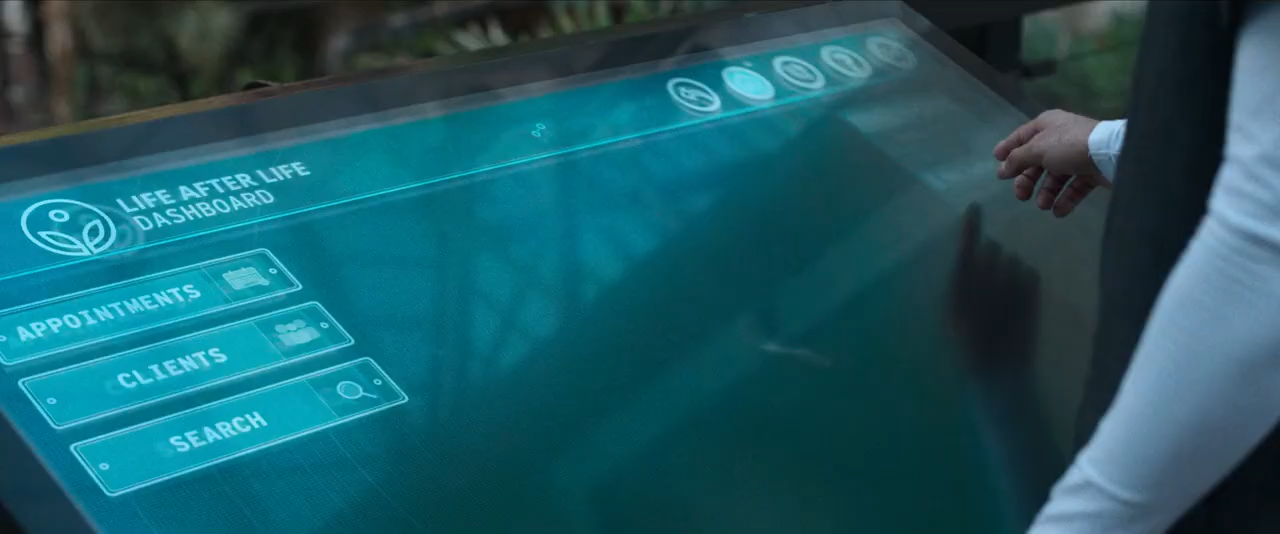 LIFE AFTER LIFE
DASHBOARD
APPOINTMENTS
CLIENTS
SEARCH